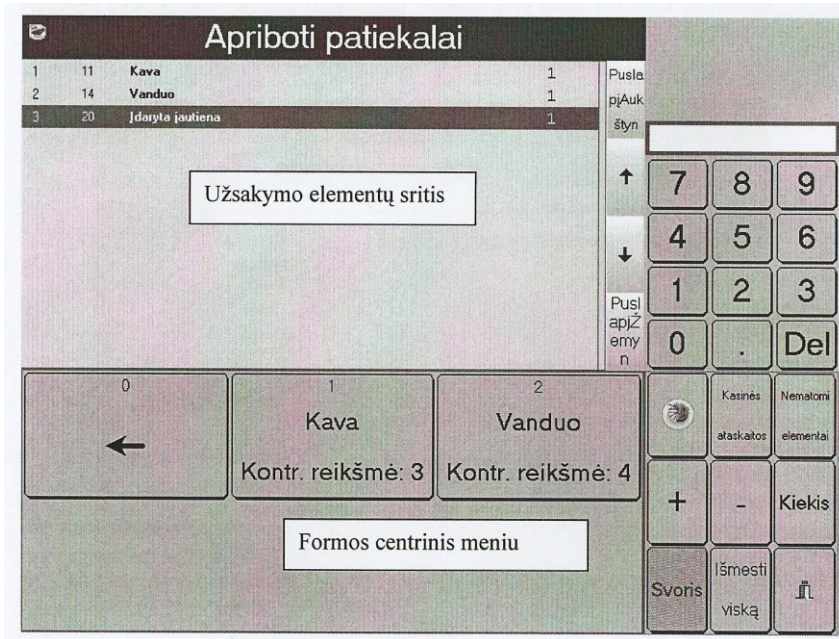 Apriboti patiekalai
1 11 Kava 1
2 14 Vanduo 1
3 20 Įdaryta jautiena 1
Pusla
pįAuk
štyn
Užsakymo elementų sritis
Pusl
apįŽ
emy
n
7 8 9
4 5 6
1 2 3
0 . Del
0
1
Kava
Kontr. reikšmė: 3
2
Vanduo
Kontr. reikšmė: 4
Kasinės
ataskaitos
Nematomi
elementai
+ - Kiekis
Formos centrinis meniu
Svoris
Išmesti
viską